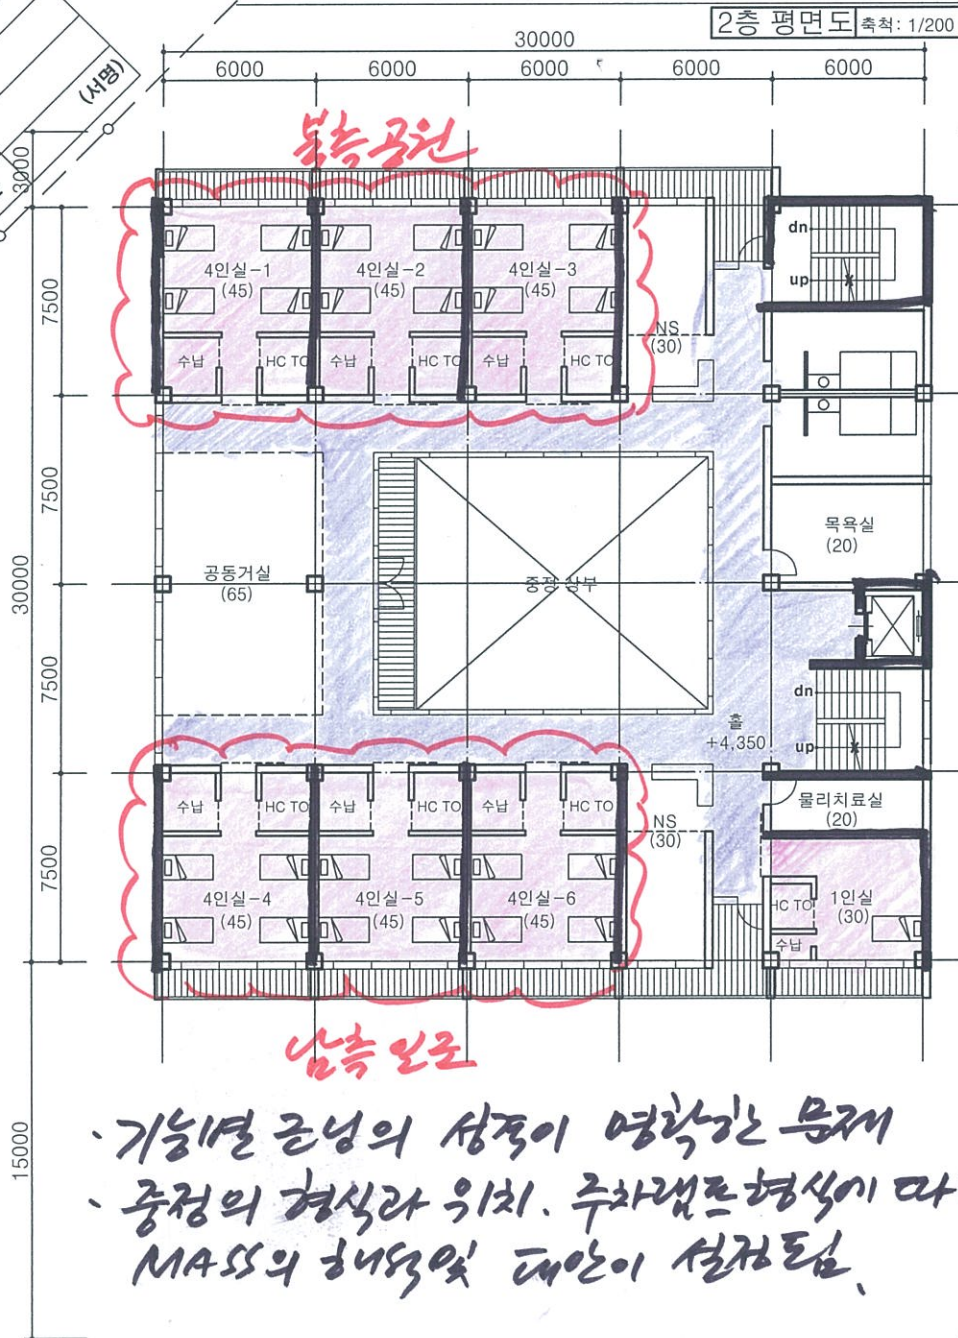 2층 평면도 축척: 1/200
30000
6000 6000 6000 6000 6000
(서명)
3000
북측 공원
dn
up
4인실-1 4인실-2 4인실-3
(45) (45) (45)
7500
NS
(30)
수납 HC TO 수납 HC TO 수납 HC TO
7500
목욕실
(20)
공동거실
(65)
중정 상부
30000
7500
dn
홀
+4,350
up
수납 HC TO 수납 HC TO 수납 HC TO
물리치료실
(20)
NS
(30)
7500
4인실-4 4인실-5 4인실-6
(45) (45) (45)
HC TO
1인실
(30)
수납
남측 일조
15000
· 기능별 조닝의 성격이 명확한 문제
· 중정의 형식과 위치. 주차램프 형식에 따라
MASS의 해석및 대안이 설정됨.